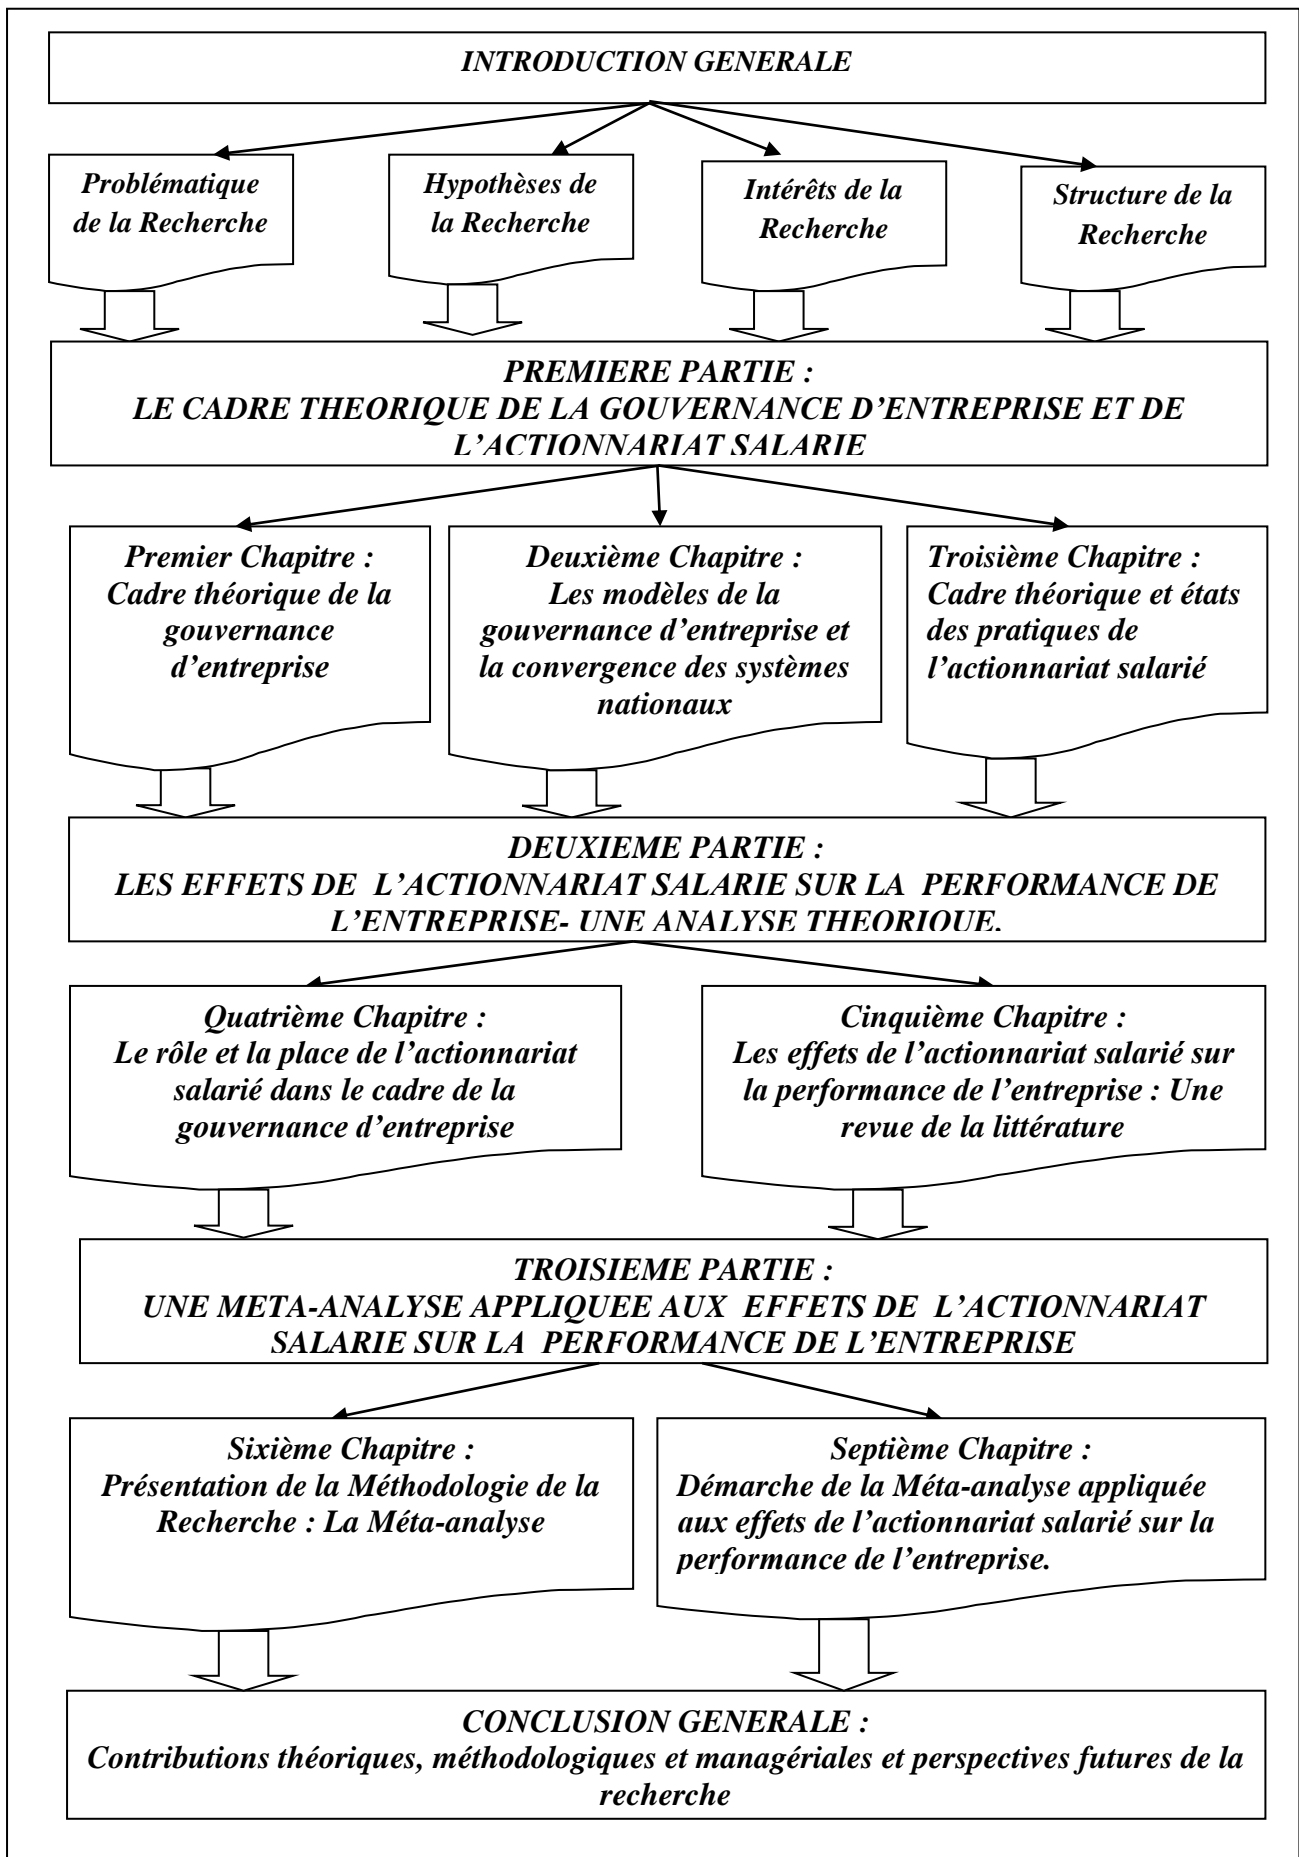 INTRODUCTION GENERALE
Problématique
de la Recherche
Hypothèses de
la Recherche
Intérêts de la
Recherche
Structure de la
Recherche
PREMIERE PARTIE :
LE CADRE THEORIQUE DE LA GOUVERNANCE D’ENTREPRISE ET DE
L’ACTIONNARIAT SALARIE
Premier Chapitre :
Cadre théorique de la
gouvernance
d’entreprise
Deuxième Chapitre :
Les modèles de la
gouvernance d’entreprise et
la convergence des systèmes
nationaux
Troisième Chapitre :
Cadre théorique et états
des pratiques de
l’actionnariat salarié
DEUXIEME PARTIE :
LES EFFETS DE L’ACTIONNARIAT SALARIE SUR LA PERFORMANCE DE
L’ENTREPRISE- UNE ANALYSE THEORIQUE.
Quatrième Chapitre :
Le rôle et la place de l’actionnariat
salarié dans le cadre de la
gouvernance d’entreprise
Cinquième Chapitre :
Les effets de l’actionnariat salarié sur
la performance de l’entreprise : Une
revue de la littérature
TROISIEME PARTIE :
UNE META-ANALYSE APPLIQUEE AUX EFFETS DE L’ACTIONNARIAT
SALARIE SUR LA PERFORMANCE DE L’ENTREPRISE
Sixième Chapitre :
Présentation de la Méthodologie de la
Recherche : La Méta-analyse
Septième Chapitre :
Démarche de la Méta-analyse appliquée
aux effets de l’actionnariat salarié sur la
performance de l’entreprise.
CONCLUSION GENERALE :
Contributions théoriques, méthodologiques et managériales et perspectives futures de la
recherche